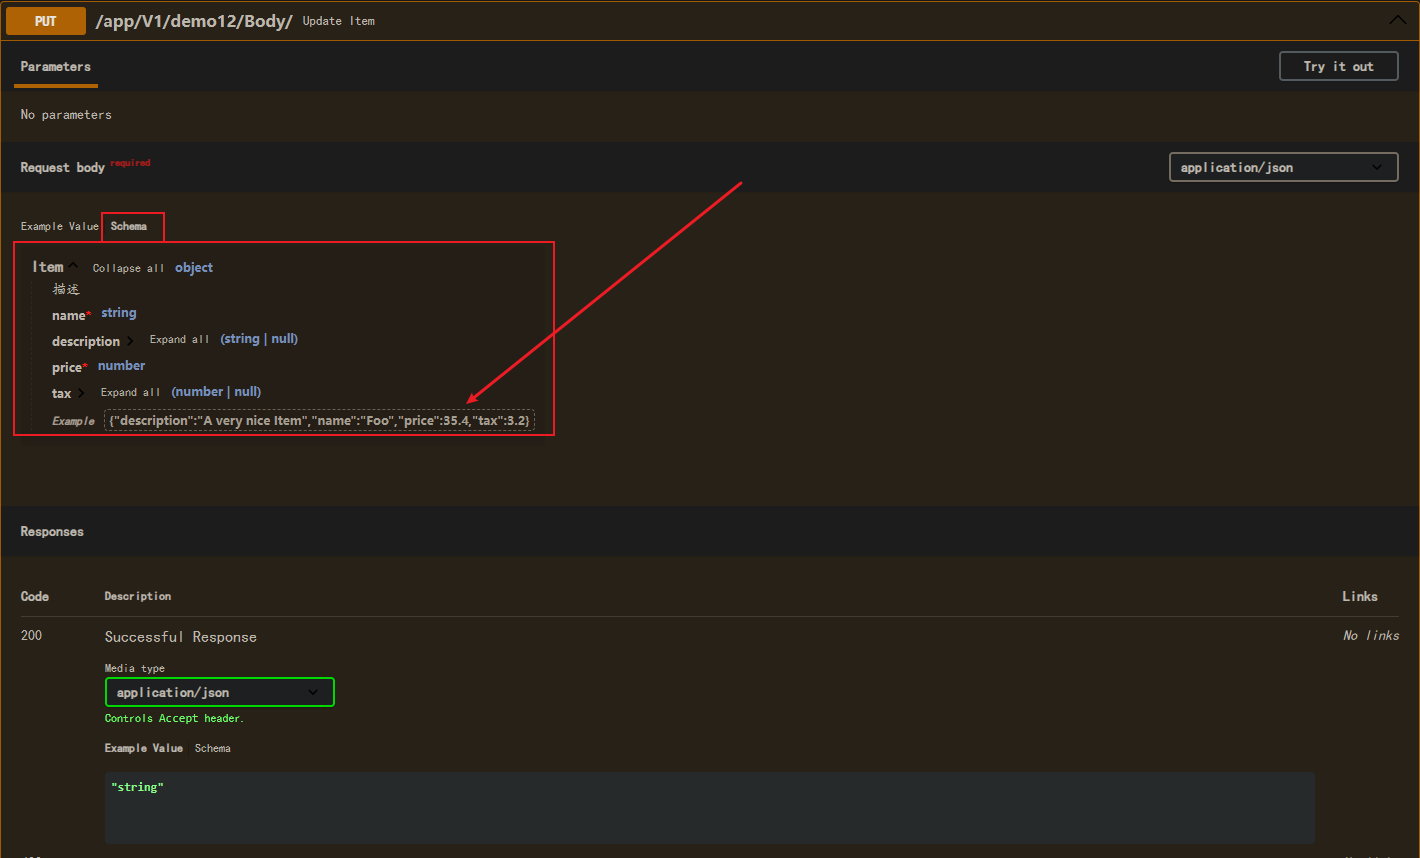 PUT /app/V1/demo12/Body/ Update Item
Parameters
Try it out
No parameters
Request body required
application/json
Example Value Schema
Item Collapse all object
描述
name* string
description Expand all (string | null)
price* number
tax Expand all (number | null)
Example {"description":"A very nice Item","name":"Foo","price":35.4,"tax":3.2}
Responses
Code Description Links
200 Successful Response No links
Media type
application/json
Controls Accept header.
Example Value Schema
"string"